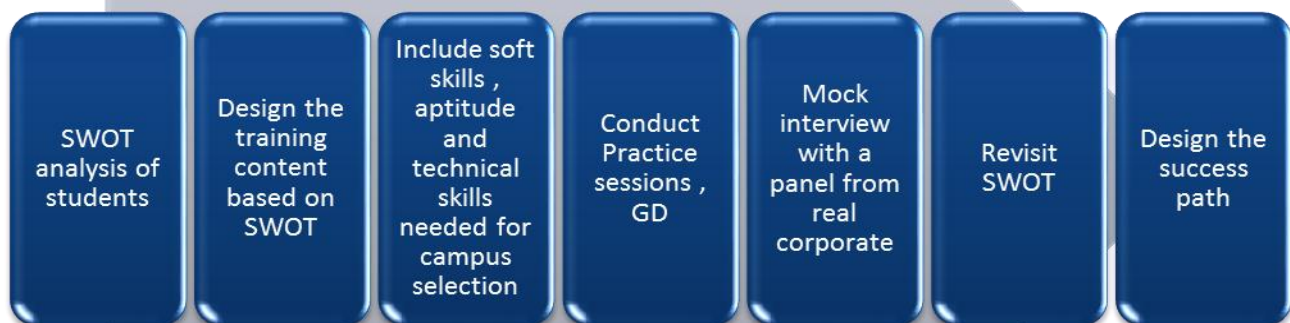 SWOT
analysis of
students
Design the
training
content
based on
SWOT
Include soft
skills ,
aptitude
and
technical
skills
needed for
campus
selection
Conduct
Practice
sessions ,
GD
Mock
interview
with a
panel from
real
corporate
Revisit
SWOT
Design the
success
path